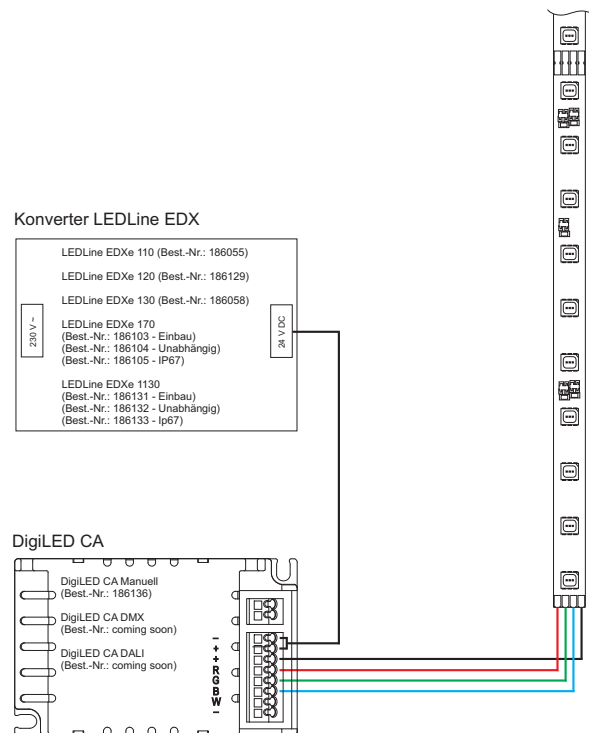 Konverter LEDLine EDX
LEDLine EDXe 110 (Best.-Nr.: 186055)
LEDLine EDXe 120 (Best.-Nr.: 186129)
LEDLine EDXe 130 (Best.-Nr.: 186058)
LEDLine EDXe 170
(Best.-Nr.: 186103 - Einbau)
(Best.-Nr.: 186104 - Unabhängig)
(Best.-Nr.: 186105 - IP67)
LEDLine EDXe 1130
(Best.-Nr.: 186131 - Einbau)
(Best.-Nr.: 186132 - Unabhängig)
(Best.-Nr.: 186133 - Ip67)
230 V ~
24 V DC
DigiLED CA
DigiLED CA Manuell
(Best.-Nr.: 186136)
DigiLED CA DMX
(Best.-Nr.: coming soon)
DigiLED CA DALI
(Best.-Nr.: coming soon)
–
+
+
R
G
B
W
–